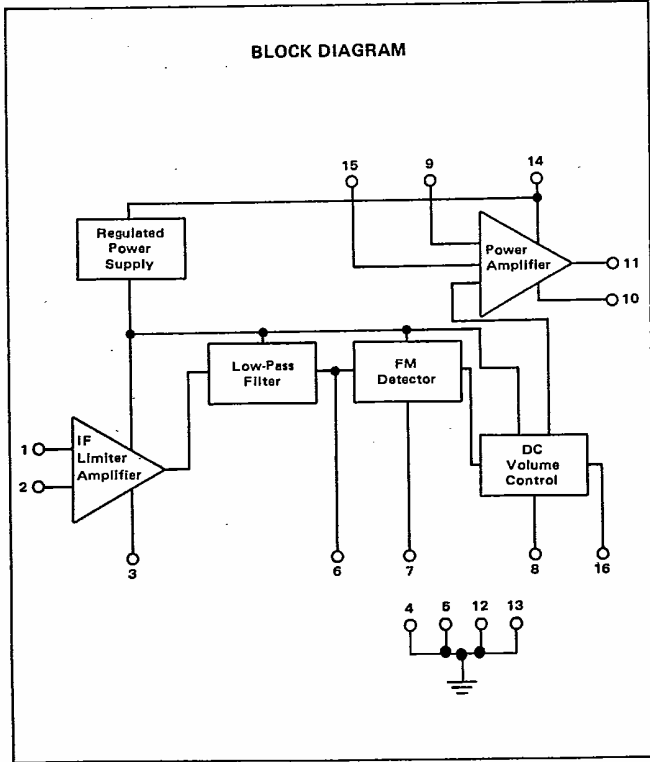 BLOCK DIAGRAM
15
9
14
Regulated
Power
Supply
Power
Amplifier
11
10
Low-Pass
Filter
FM
Detector
IF
Limiter
Amplifier
1
2
DC
Volume
Control
3
6
7
8
16
4
5
12
13